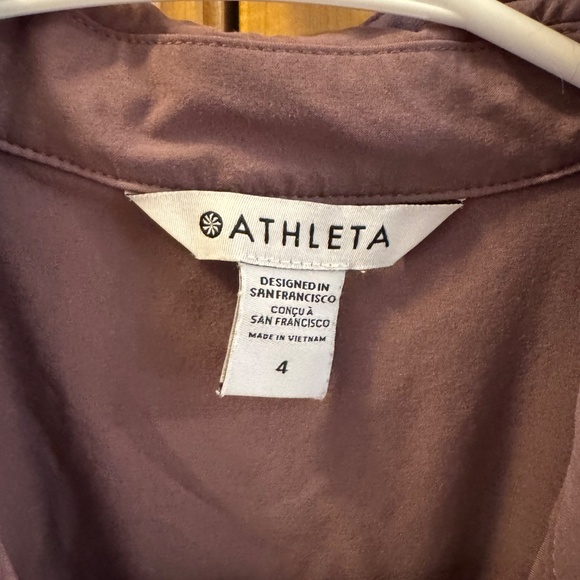 ATHLETA
DESIGNED IN
SAN FRANCISCO
CONÇU À
SAN FRANCISCO
MADE IN VIETNAM
4